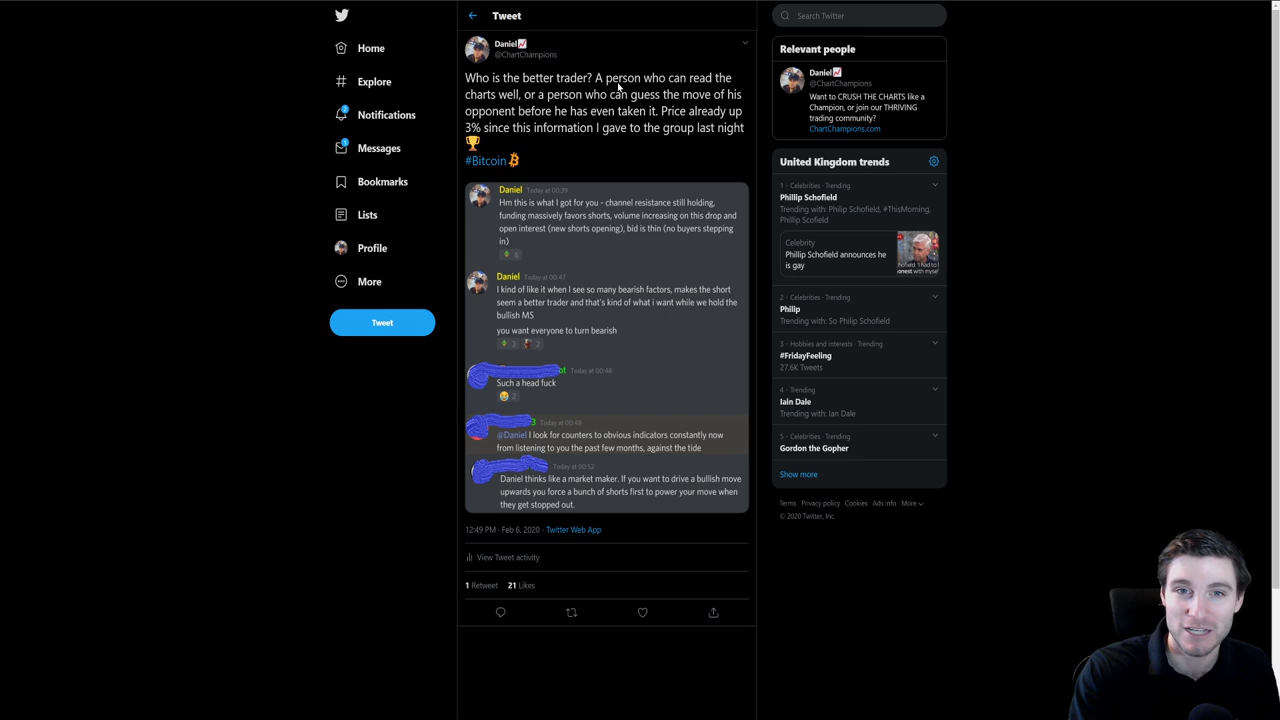 Home
Explore
2
Notifications
1
Messages
Bookmarks
Lists
Profile
More
Tweet
Tweet
Daniel📈
@ChartChampions
Who is the better trader? A person who can read the
charts well, or a person who can guess the move of his
opponent before he has even taken it. Price already up
3% since this information I gave to the group last night
🏆
#Bitcoin
Daniel Today at 00:39
Hm this is what I got for you - channel resistance still holding,
funding massively favors shorts, volume increasing on this drop and
open interest (new shorts opening), bid is thin (no buyers stepping
in)
6
Daniel Today at 00:47
I kind of like it when I see so many bearish factors, makes the short
seem a better trader and that's kind of what i want while we hold the
bullish MS
you want everyone to turn bearish
3 2
ot Today at 00:48
Such a head fuck
😭 2
3 Today at 00:48
@Daniel I look for counters to obvious indicators constantly now
from listening to you the past few months, against the tide
Today at 00:52
Daniel thinks like a market maker. If you want to drive a bullish move
upwards you force a bunch of shorts first to power your move when
they get stopped out.
12:49 PM · Feb 6, 2020 · Twitter Web App
View Tweet activity
1 Retweet 21 Likes
Search Twitter
Relevant people
Daniel📈
@ChartChampions
Want to CRUSH THE CHARTS like a
Champion, or join our THRIVING
trading community?
ChartChampions.com
United Kingdom trends
1 · Celebrities · Trending
Phillip Schofield
Trending with: Philip Schofield, #ThisMorning,
Philip Scofield
Celebrity
Phillip Schofield announces he
is gay
2 · Celebrities · Trending
Philip
Trending with: So Philip Schofield
3 · Hobbies and interests · Trending
#FridayFeeling
27.6K Tweets
4 · Trending
Iain Dale
Trending with: Ian Dale
5 · Celebrities · Trending
Gordon the Gopher
Show more
Terms Privacy policy Cookies Ads info More
© 2020 Twitter, Inc.